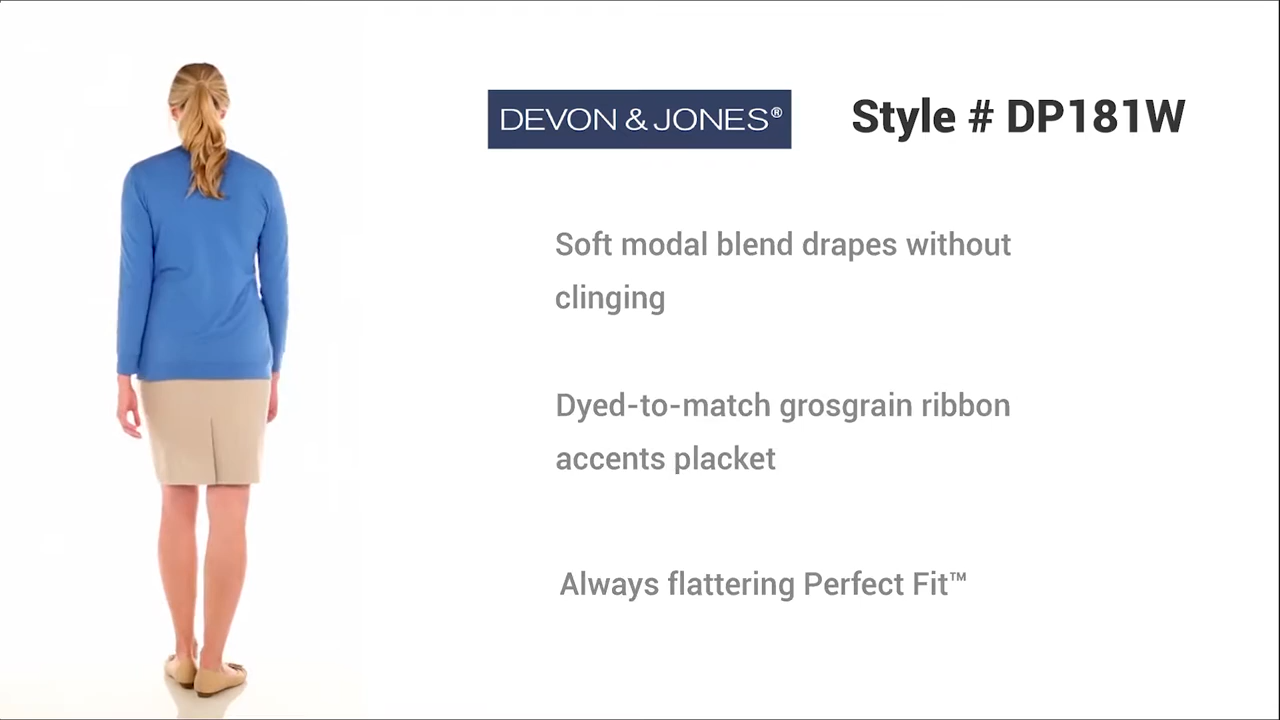 DEVON & JONES®
Style # DP181W
Soft modal blend drapes without
clinging
Dyed-to-match grosgrain ribbon
accents placket
Always flattering Perfect Fit™